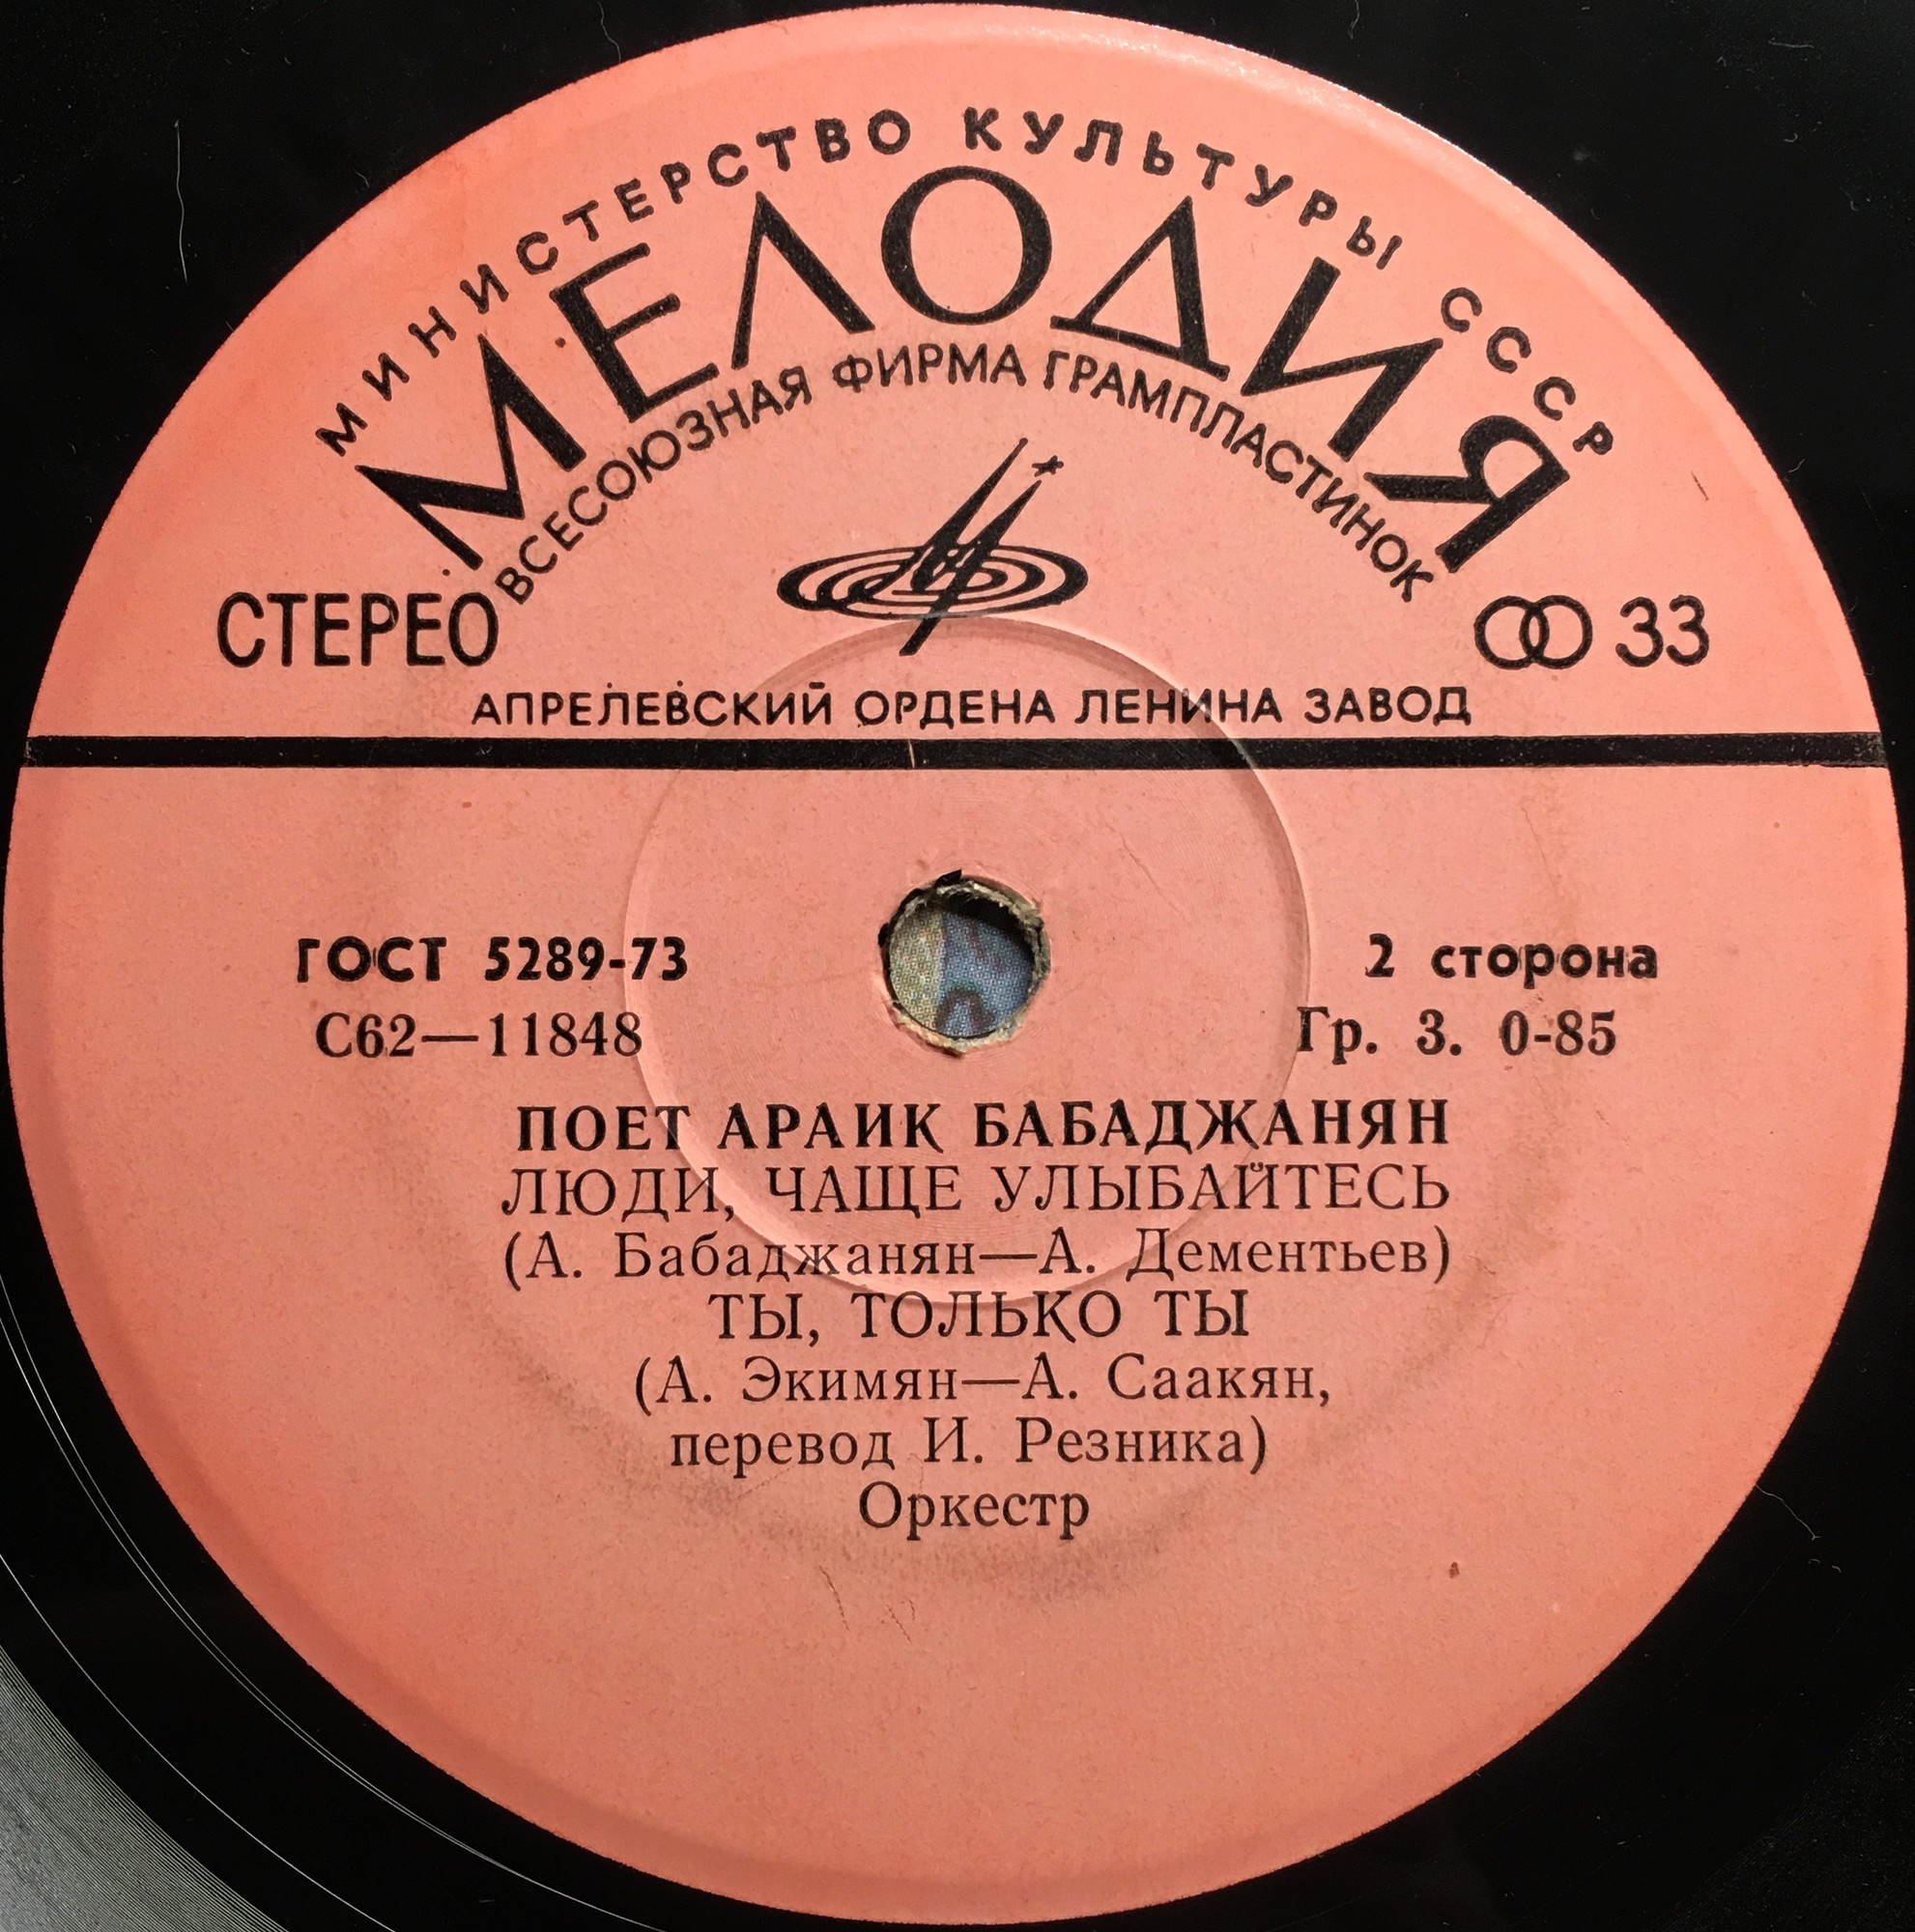 МИНИСТЕРСТВО КУЛЬТУРЫ СССР
МЕЛОДИЯ
ВСЕСОЮЗНАЯ ФИРМА ГРАМПЛАСТИНОК
СТЕРЕО
33
АПРЕЛЕВСКИЙ ОРДЕНА ЛЕНИНА ЗАВОД
ГОСТ 5289-73
2 сторона
С62—11848
Гр. 3. 0-85
ПОЕТ АРАИК БАБАДЖАНЯН
ЛЮДИ, ЧАЩЕ УЛЫБАЙТЕСЬ
(А. Бабаджанян—А. Дементьев)
ТЫ, ТОЛЬКО ТЫ
(А. Экимян—А. Саакян,
перевод И. Резника)
Оркестр